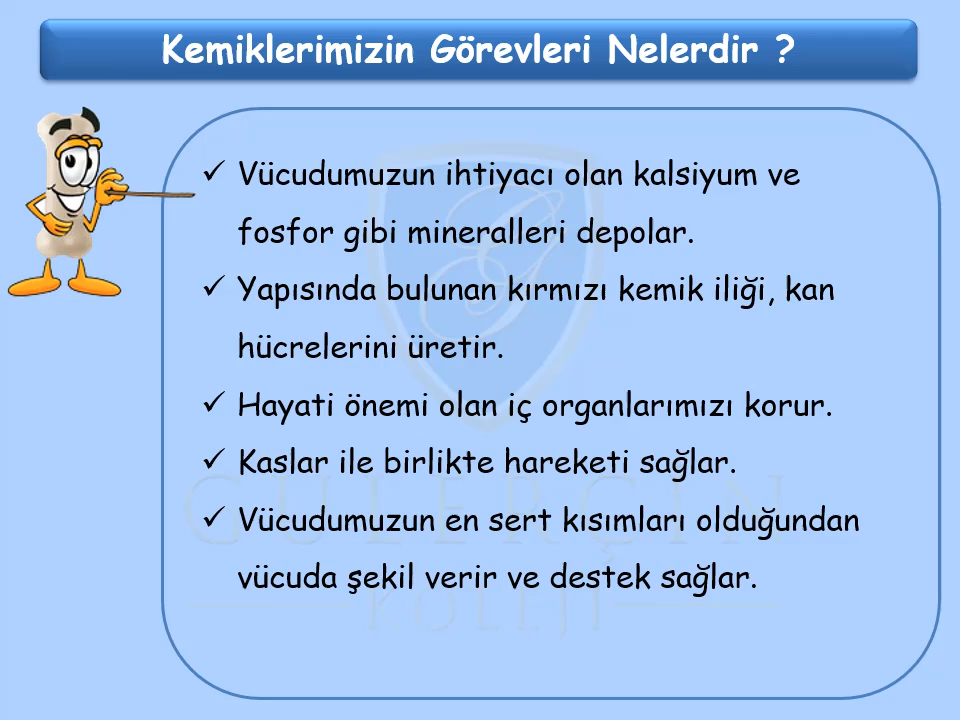 Kemiklerimizin Görevleri Nelerdir ?
✓ Vücudumuzun ihtiyacı olan kalsiyum ve
fosfor gibi mineralleri depolar.
✓ Yapısında bulunan kırmızı kemik iliği, kan
hücrelerini üretir.
✓ Hayati önemi olan iç organlarımızı korur.
✓ Kaslar ile birlikte hareketi sağlar.
GÜLERÇİN
✓ Vücudumuzun en sert kısımları olduğundan
vücuda şekil verir ve destek sağlar.
KOLEJİ